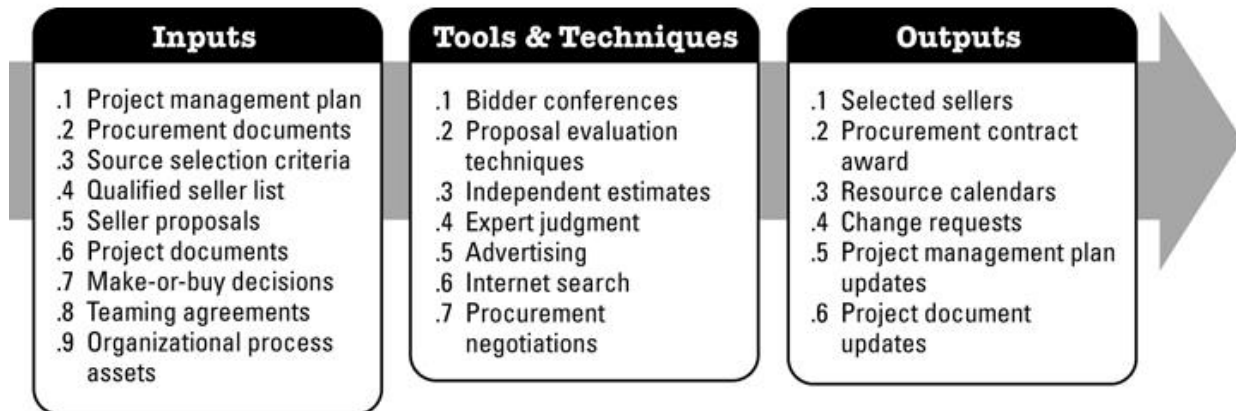 Inputs
.1 Project management plan
.2 Procurement documents
.3 Source selection criteria
.4 Qualified seller list
.5 Seller proposals
.6 Project documents
.7 Make-or-buy decisions
.8 Teaming agreements
.9 Organizational process
assets
Tools & Techniques
.1 Bidder conferences
.2 Proposal evaluation
techniques
.3 Independent estimates
.4 Expert judgment
.5 Advertising
.6 Internet search
.7 Procurement
negotiations
Outputs
.1 Selected sellers
.2 Procurement contract
award
.3 Resource calendars
.4 Change requests
.5 Project management plan
updates
.6 Project document
updates